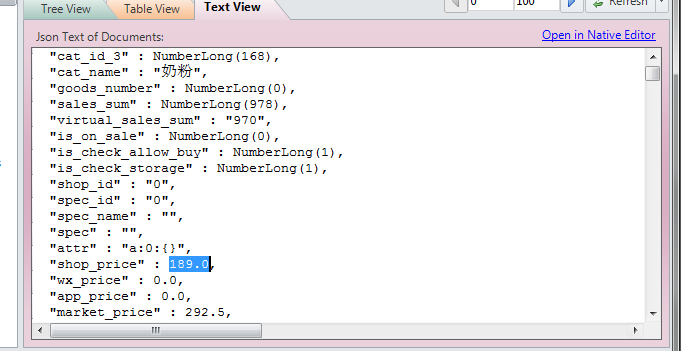 Tree View
Table View
Text View
0
100
Refresh
Json Text of Documents:
Open in Native Editor
"cat_id_3" : NumberLong(168),
"cat_name" : "奶粉",
"goods_number" : NumberLong(0),
"sales_sum" : NumberLong(978),
"virtual_sales_sum" : "970",
"is_on_sale" : NumberLong(0),
"is_check_allow_buy" : NumberLong(1),
"is_check_storage" : NumberLong(1),
"shop_id" : "0",
"spec_id" : "0",
"spec_name" : "",
"spec" : "",
"attr" : "a:0:{}",
"shop_price" : 189.0,
"wx_price" : 0.0,
"app_price" : 0.0,
"market_price" : 292.5,